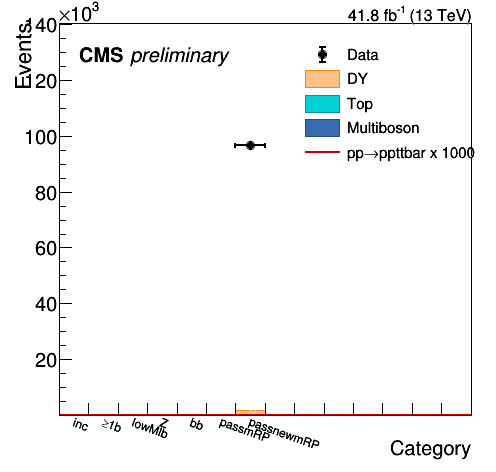 ×10³
41.8 fb⁻¹ (13 TeV)
Events
140
120
100
80
60
40
20
CMS preliminary
Data
DY
Top
Multiboson
pp→ppttbar x 1000
inc
≥1b
lowMlb
Z
bb
passmRP
passnewmRP
Category